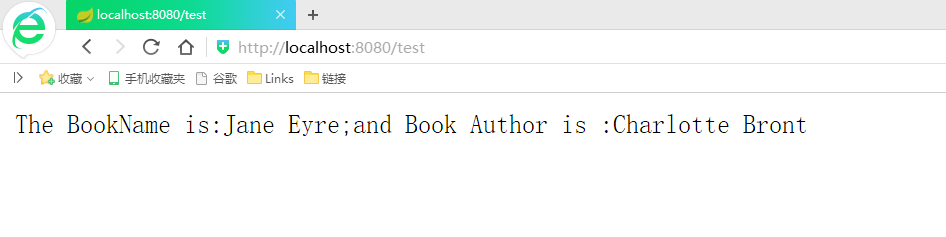 localhost:8080/test
http://localhost:8080/test
收藏 手机收藏夹 谷歌 Links 链接
The BookName is:Jane Eyre;and Book Author is :Charlotte Bront